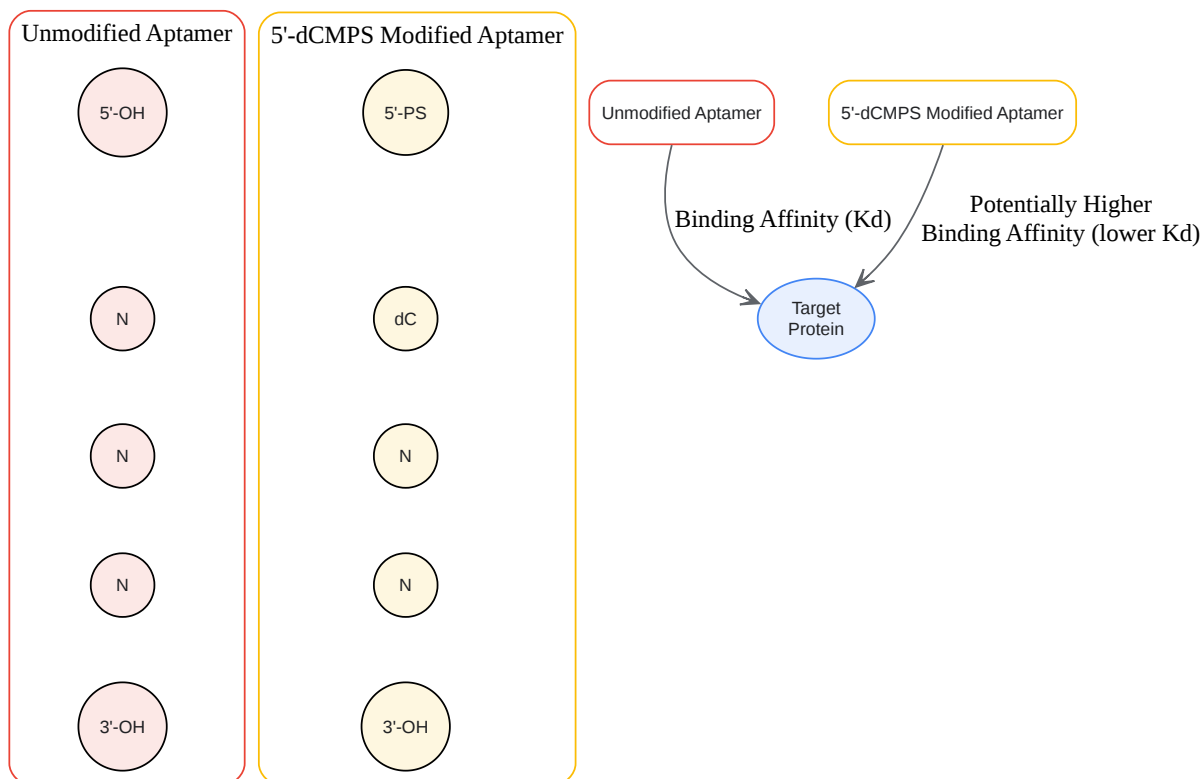 Unmodified Aptamer
5'-OH
N
N
N
3'-OH
5'-dCMPS Modified Aptamer
5'-PS
dC
N
N
3'-OH
Unmodified Aptamer
5'-dCMPS Modified Aptamer
Binding Affinity (Kd)
Potentially Higher
Binding Affinity (lower Kd)
Target
Protein